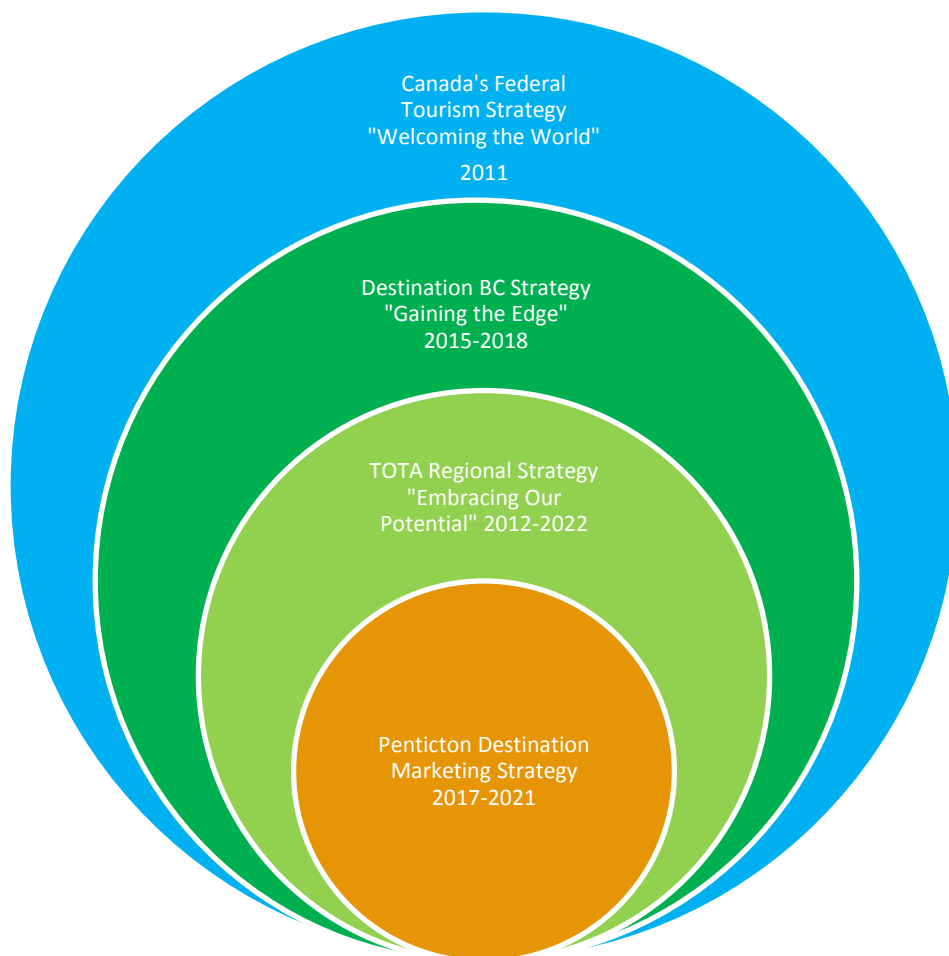 Canada's Federal
Tourism Strategy
"Welcoming the World"
2011
Destination BC Strategy
"Gaining the Edge"
2015-2018
TOTA Regional Strategy
"Embracing Our
Potential" 2012-2022
Penticton Destination
Marketing Strategy
2017-2021